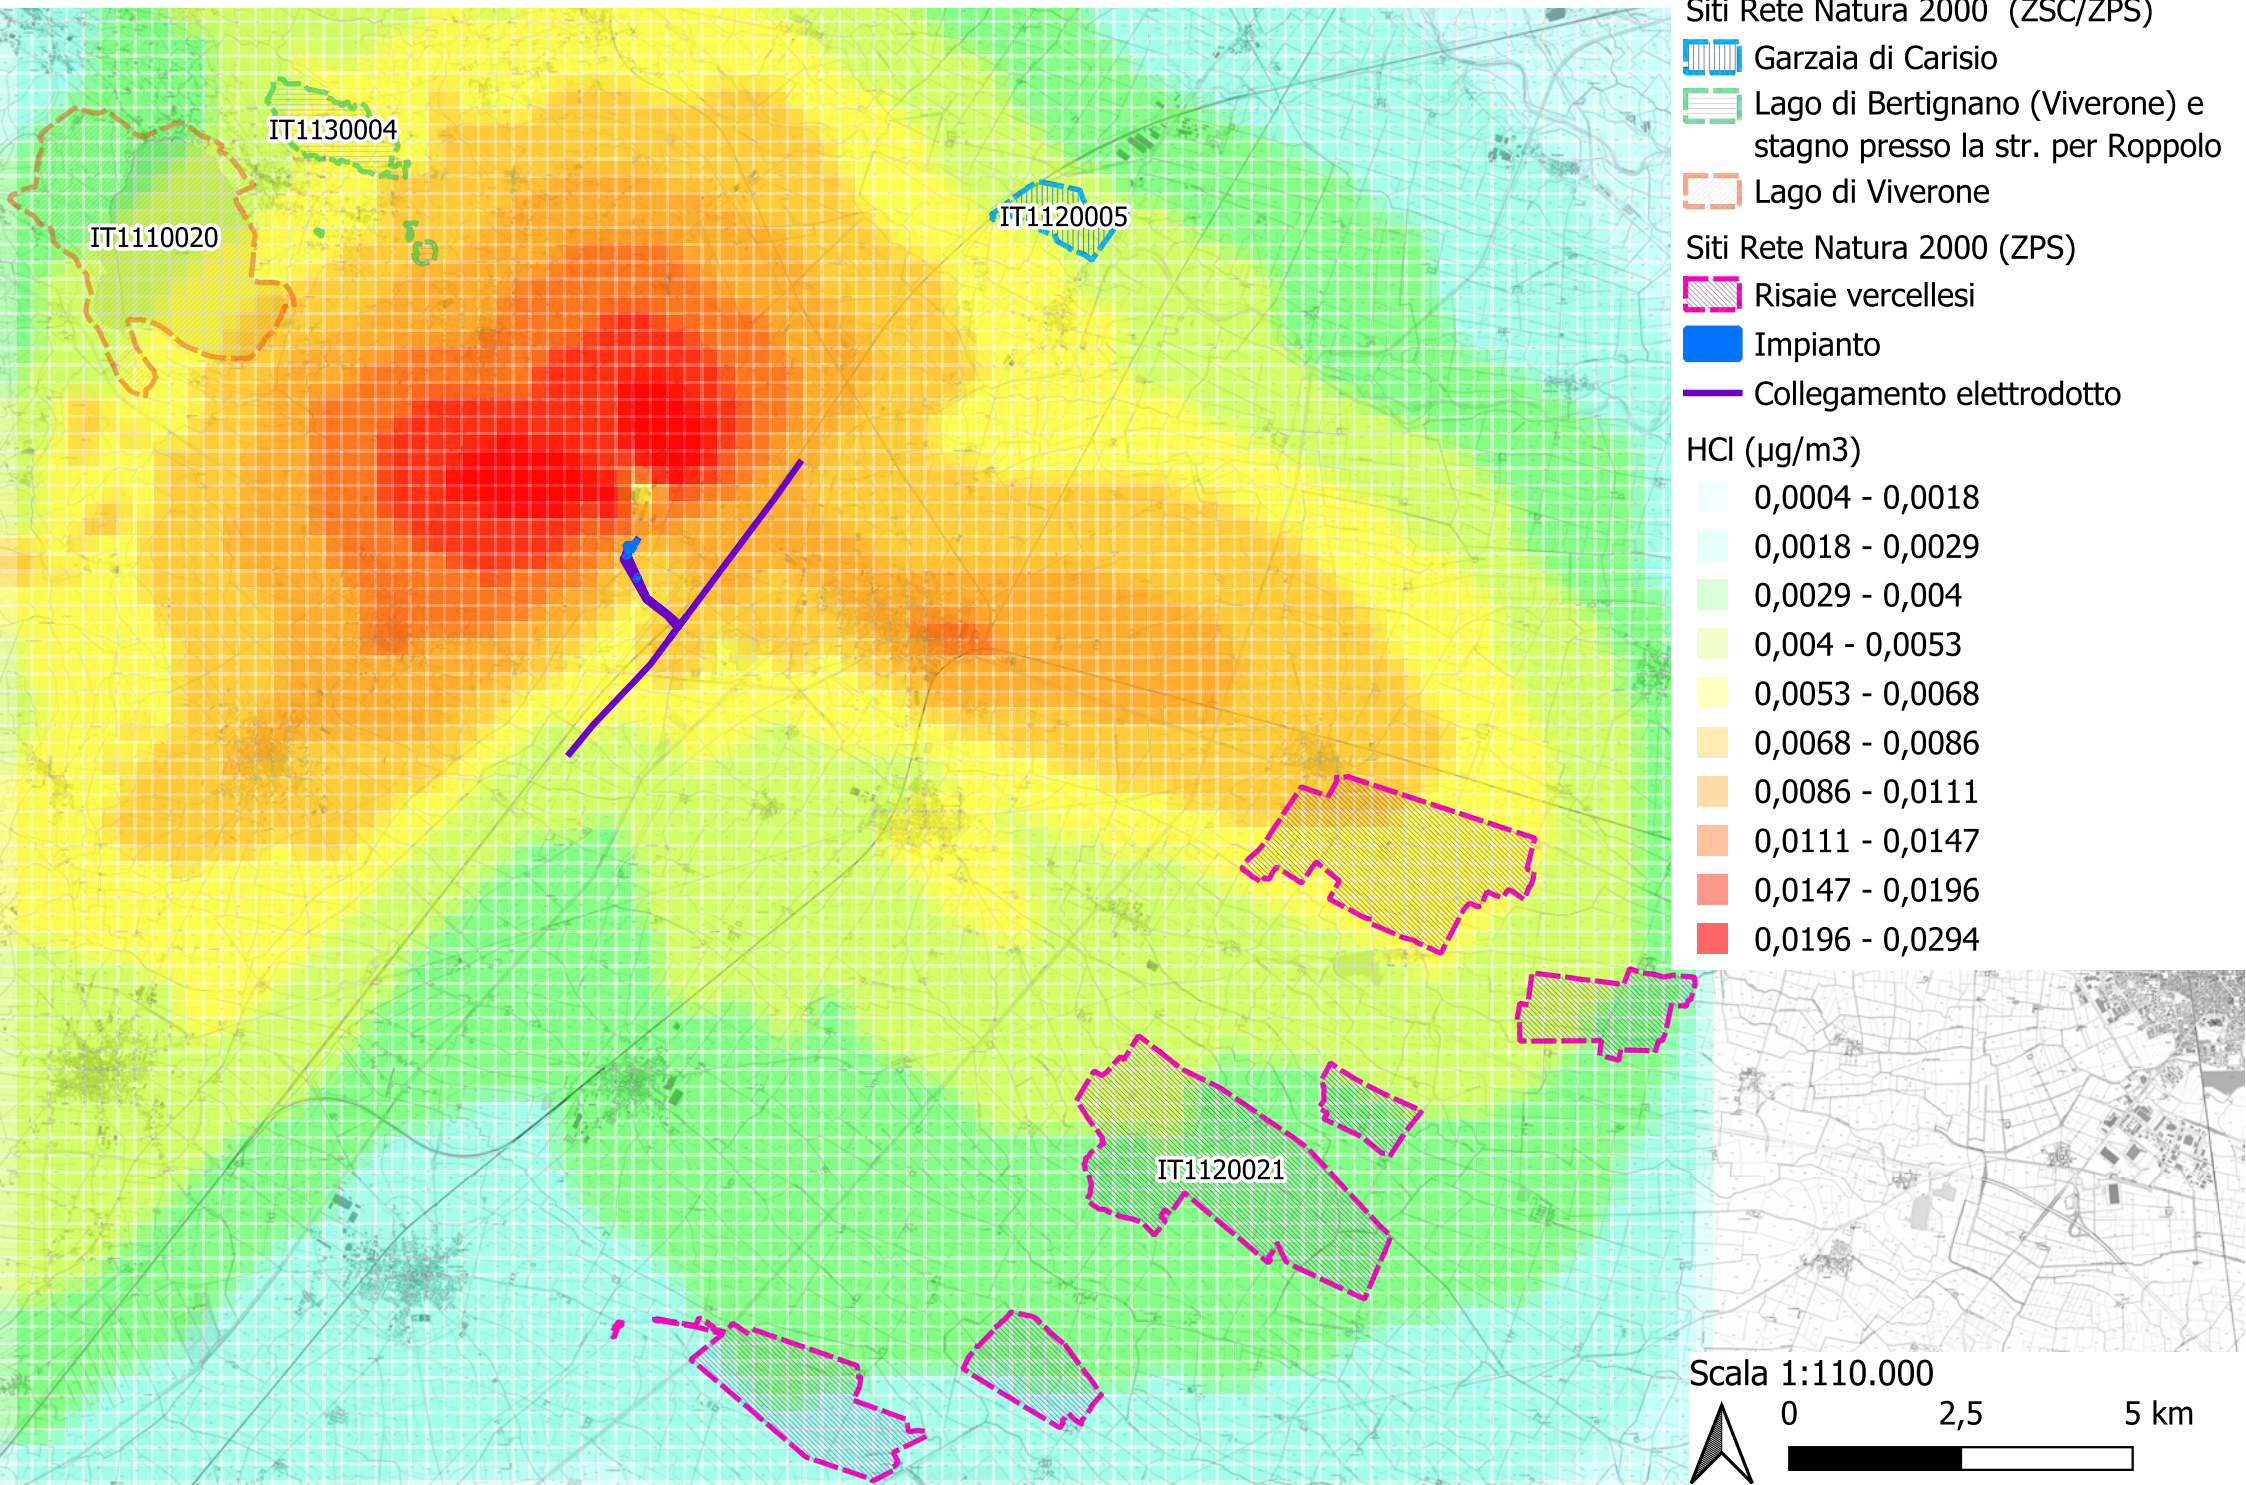 Siti Rete Natura 2000 (ZSC/ZPS)
Garzaia di Carisio
Lago di Bertignano (Viverone) e
stagno presso la str. per Roppolo
Lago di Viverone
Siti Rete Natura 2000 (ZPS)
Risaie vercellesi
Impianto
Collegamento elettrodotto
HCl (µg/m3)
0,0004 - 0,0018
0,0018 - 0,0029
0,0029 - 0,004
0,004 - 0,0053
0,0053 - 0,0068
0,0068 - 0,0086
0,0086 - 0,0111
0,0111 - 0,0147
0,0147 - 0,0196
0,0196 - 0,0294
IT1130004
IT1120005
IT1110020
IT1120021
Scala 1:110.000
0 2,5 5 km